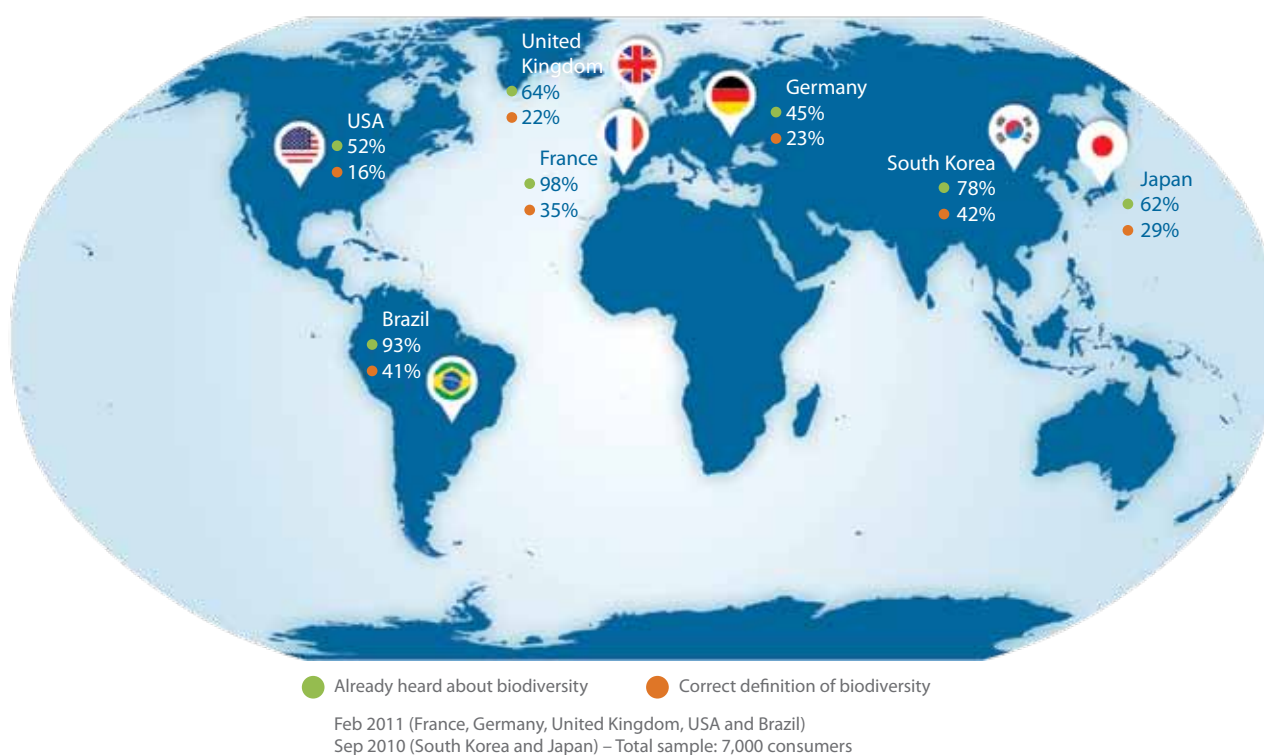 United
Kingdom
64%
22%
Germany
45%
23%
USA
52%
16%
France
98%
35%
South Korea
78%
42%
Japan
62%
29%
Brazil
93%
41%
Already heard about biodiversity
Correct definition of biodiversity
Feb 2011 (France, Germany, United Kingdom, USA and Brazil)
Sep 2010 (South Korea and Japan) – Total sample: 7,000 consumers